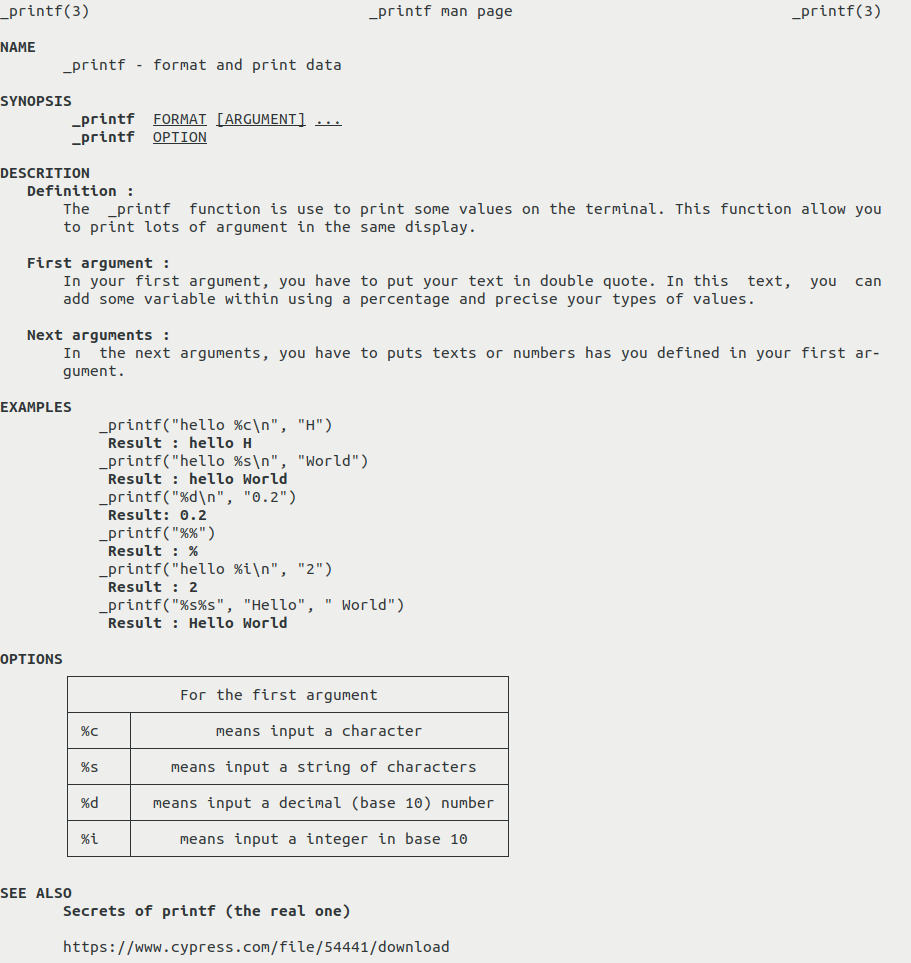 _printf(3) _printf man page _printf(3)
NAME
_printf - format and print data
SYNOPSIS
_printf FORMAT [ARGUMENT] ...
_printf OPTION
DESCRITION
Definition :
The _printf function is use to print some values on the terminal. This function allow you
to print lots of argument in the same display.
First argument :
In your first argument, you have to put your text in double quote. In this text, you can
add some variable within using a percentage and precise your types of values.
Next arguments :
In the next arguments, you have to puts texts or numbers has you defined in your first ar-
gument.
EXAMPLES
_printf("hello %c\n", "H")
Result : hello H
_printf("hello %s\n", "World")
Result : hello World
_printf("%d\n", "0.2")
Result: 0.2
_printf("%%")
Result : %
_printf("hello %i\n", "2")
Result : 2
_printf("%s%s", "Hello", " World")
Result : Hello World
OPTIONS
For the first argument
%c means input a character
%s means input a string of characters
%d means input a decimal (base 10) number
%i means input a integer in base 10
SEE ALSO
Secrets of printf (the real one)
https://www.cypress.com/file/54441/download